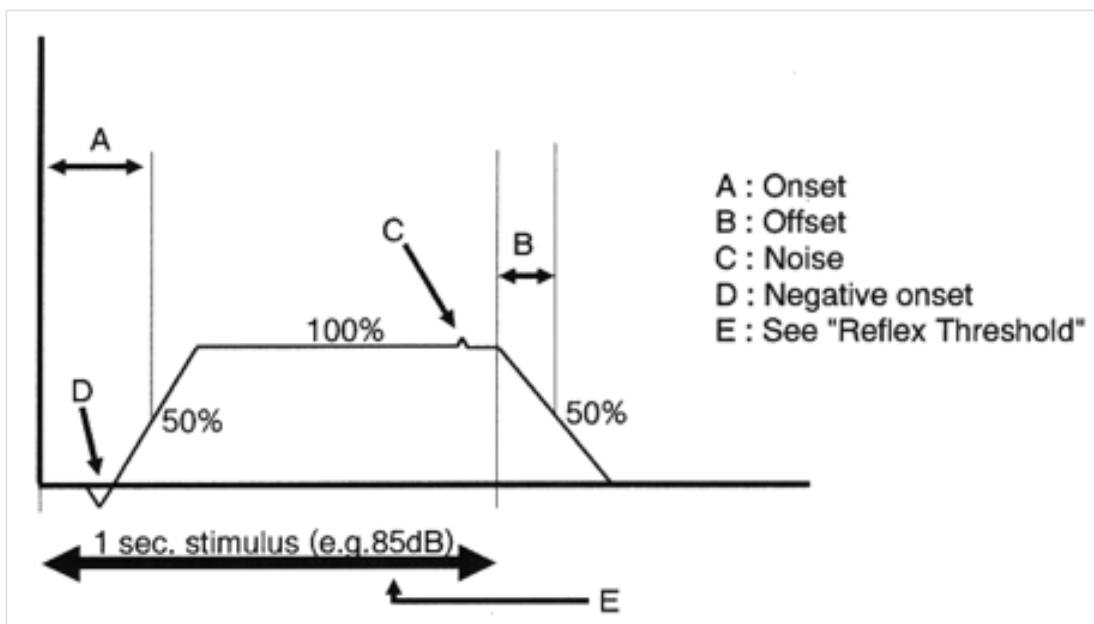 A
C
B
A : Onset
B : Offset
C : Noise
D : Negative onset
E : See "Reflex Threshold"
100%
D
50%
50%
1 sec. stimulus (e.g.85dB)
E